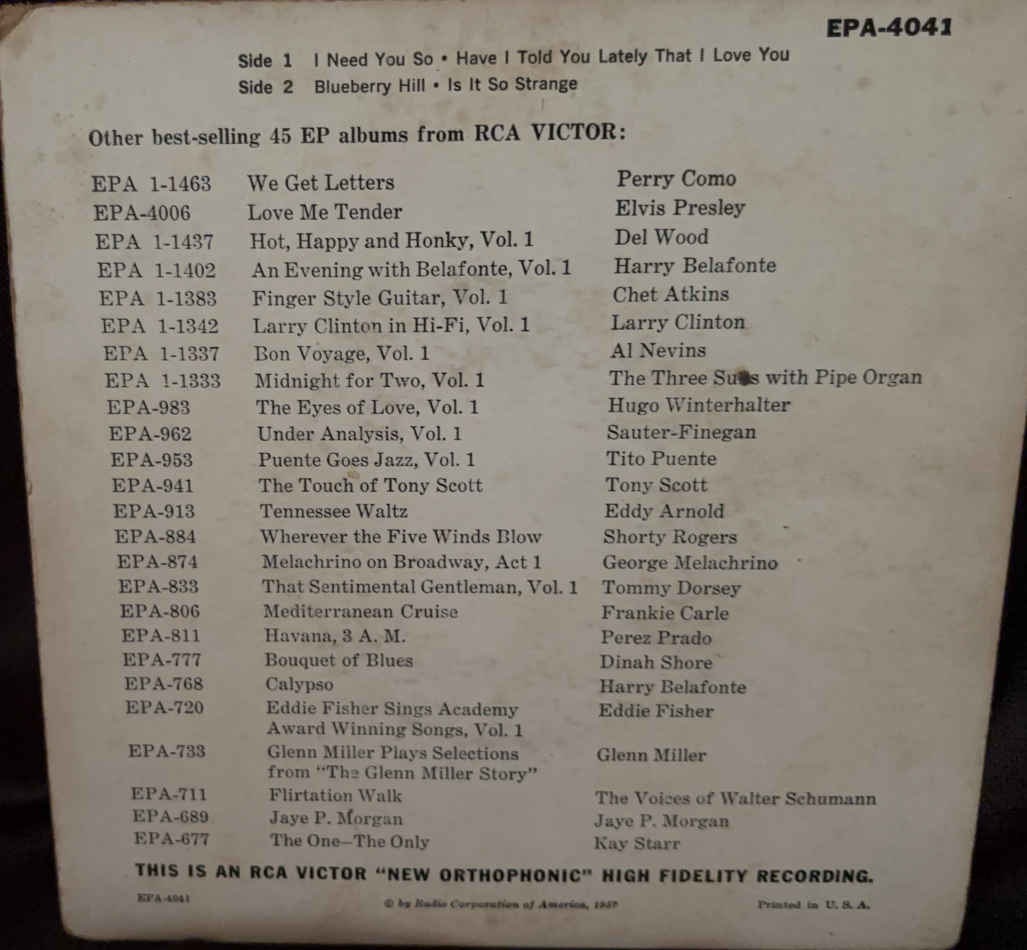 EPA-4041
Side 1 I Need You So • Have I Told You Lately That I Love You
Side 2 Blueberry Hill • Is It So Strange
Other best-selling 45 EP albums from RCA VICTOR:
EPA 1-1463 We Get Letters Perry Como
EPA-4006 Love Me Tender Elvis Presley
EPA 1-1437 Hot, Happy and Honky, Vol. 1 Del Wood
EPA 1-1402 An Evening with Belafonte, Vol. 1 Harry Belafonte
EPA 1-1383 Finger Style Guitar, Vol. 1 Chet Atkins
EPA 1-1342 Larry Clinton in Hi-Fi, Vol. 1 Larry Clinton
EPA 1-1337 Bon Voyage, Vol. 1 Al Nevins
EPA 1-1333 Midnight for Two, Vol. 1 The Three Suns with Pipe Organ
EPA-983 The Eyes of Love, Vol. 1 Hugo Winterhalter
EPA-962 Under Analysis, Vol. 1 Sauter-Finegan
EPA-953 Puente Goes Jazz, Vol. 1 Tito Puente
EPA-941 The Touch of Tony Scott Tony Scott
EPA-913 Tennessee Waltz Eddy Arnold
EPA-884 Wherever the Five Winds Blow Shorty Rogers
EPA-874 Melachrino on Broadway, Act 1 George Melachrino
EPA-833 That Sentimental Gentleman, Vol. 1 Tommy Dorsey
EPA-806 Mediterranean Cruise Frankie Carle
EPA-811 Havana, 3 A. M. Perez Prado
EPA-777 Bouquet of Blues Dinah Shore
EPA-768 Calypso Harry Belafonte
EPA-720 Eddie Fisher Sings Academy Eddie Fisher
Award Winning Songs, Vol. 1
EPA-733 Glenn Miller Plays Selections Glenn Miller
from "The Glenn Miller Story"
EPA-711 Flirtation Walk The Voices of Walter Schumann
EPA-689 Jaye P. Morgan Jaye P. Morgan
EPA-677 The One—The Only Kay Starr
THIS IS AN RCA VICTOR "NEW ORTHOPHONIC" HIGH FIDELITY RECORDING.
EPA-4041 © by Radio Corporation of America, 1957 Printed in U. S. A.